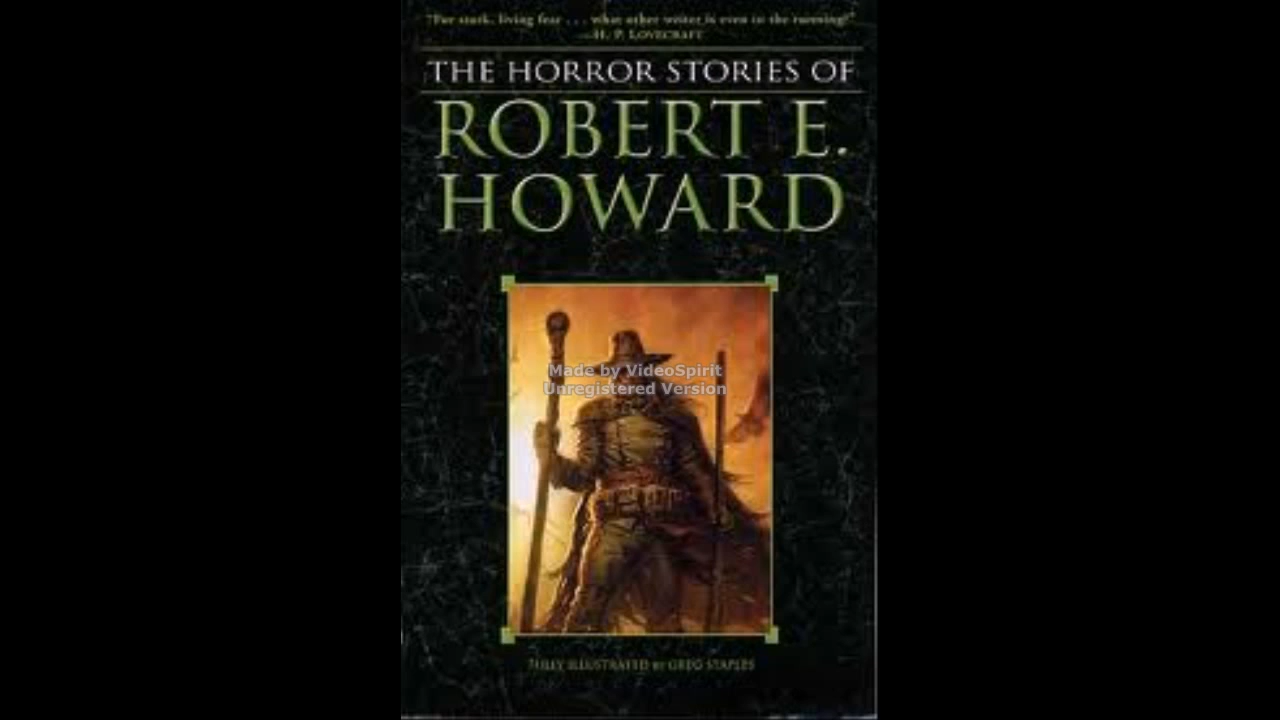 "For stark, living fear . . . what other writer is even in the running?"
—H. P. LOVECRAFT
THE HORROR STORIES OF
ROBERT E.
HOWARD
Made by VideoSpirit
Unregistered Version
FULLY ILLUSTRATED BY GREG STAPLES